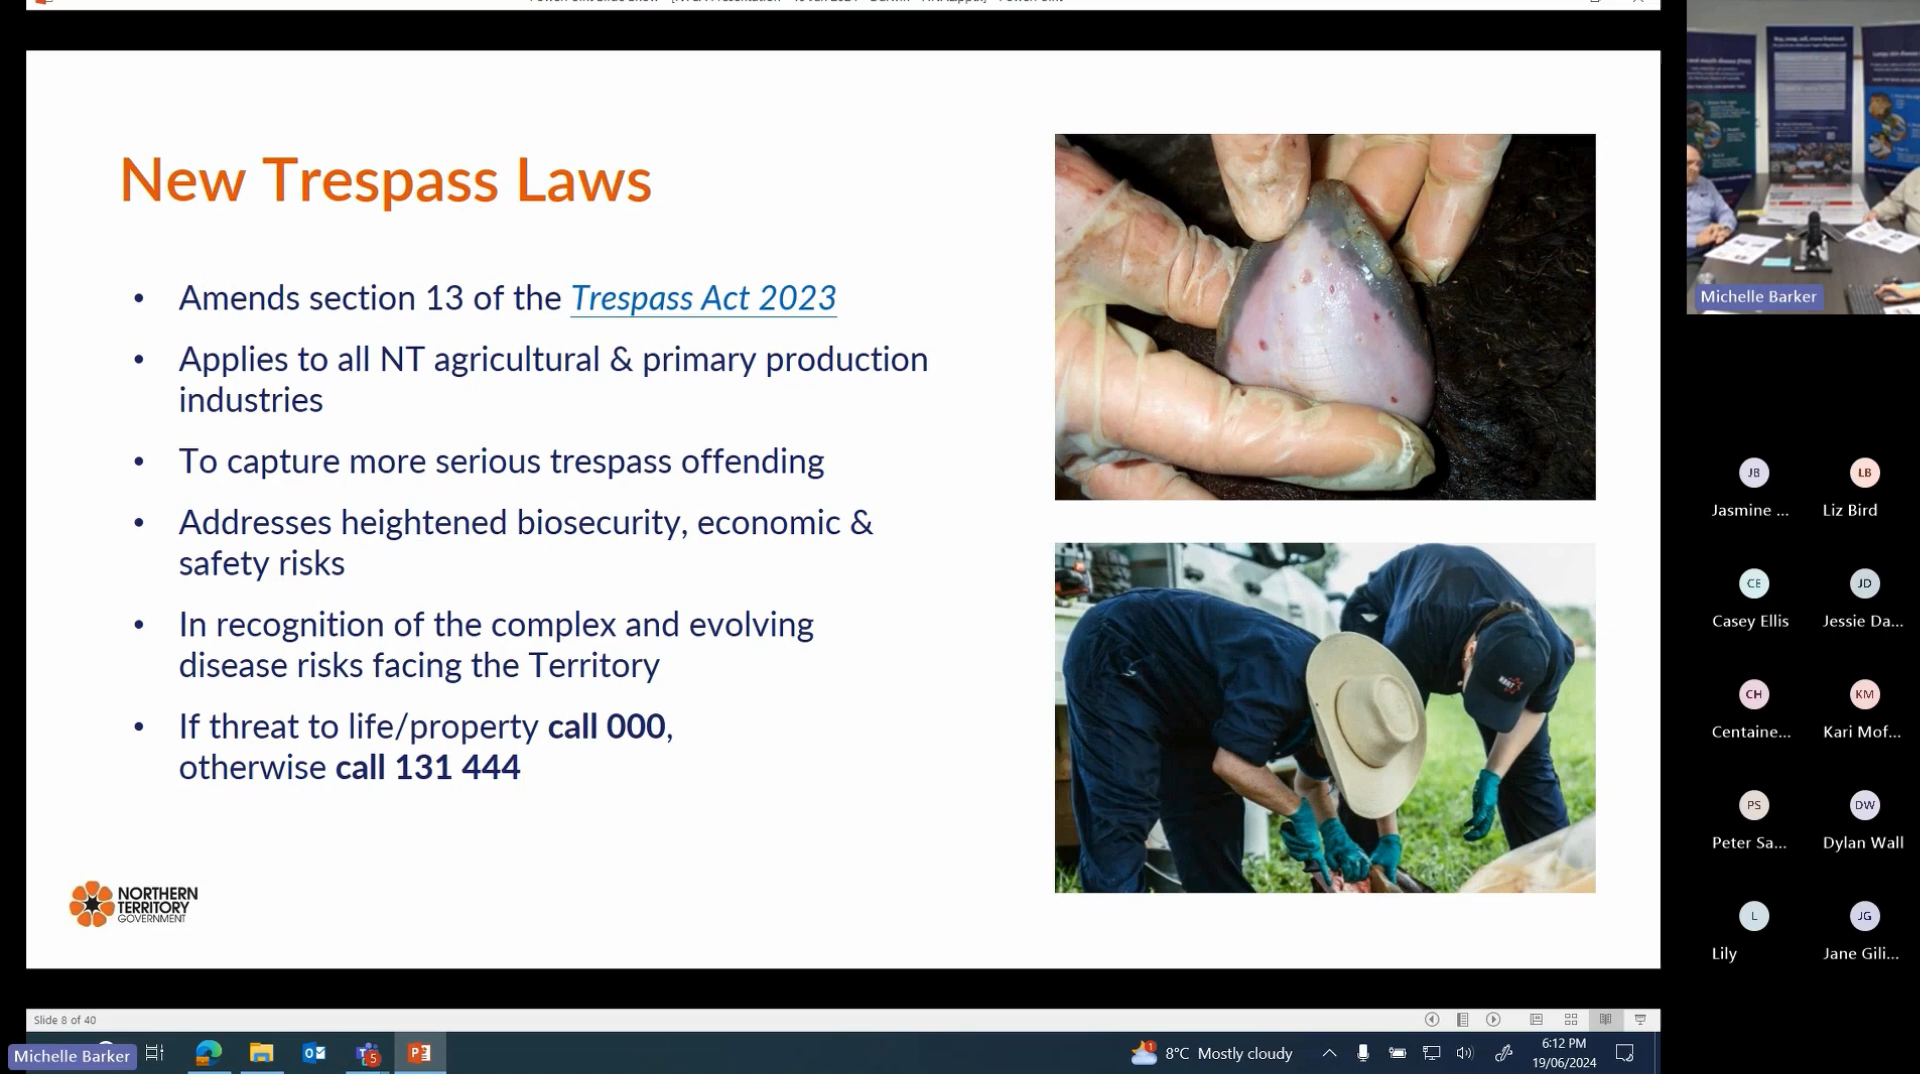 New Trespass Laws
• Amends section 13 of the Trespass Act 2023
• Applies to all NT agricultural & primary production
industries
• To capture more serious trespass offending
• Addresses heightened biosecurity, economic &
safety risks
• In recognition of the complex and evolving
disease risks facing the Territory
• If threat to life/property call 000,
otherwise call 131 444
NORTHERN
TERRITORY
GOVERNMENT
Slide 8 of 40
Michelle Barker
8°C Mostly cloudy
6:12 PM
19/06/2024
Michelle Barker
JB
LB
Jasmine ...
Liz Bird
CE
JD
Casey Ellis
Jessie Da...
CH
KM
Centaine...
Kari Mof...
PS
DW
Peter Sa...
Dylan Wall
L
JG
Lily
Jane Gili...